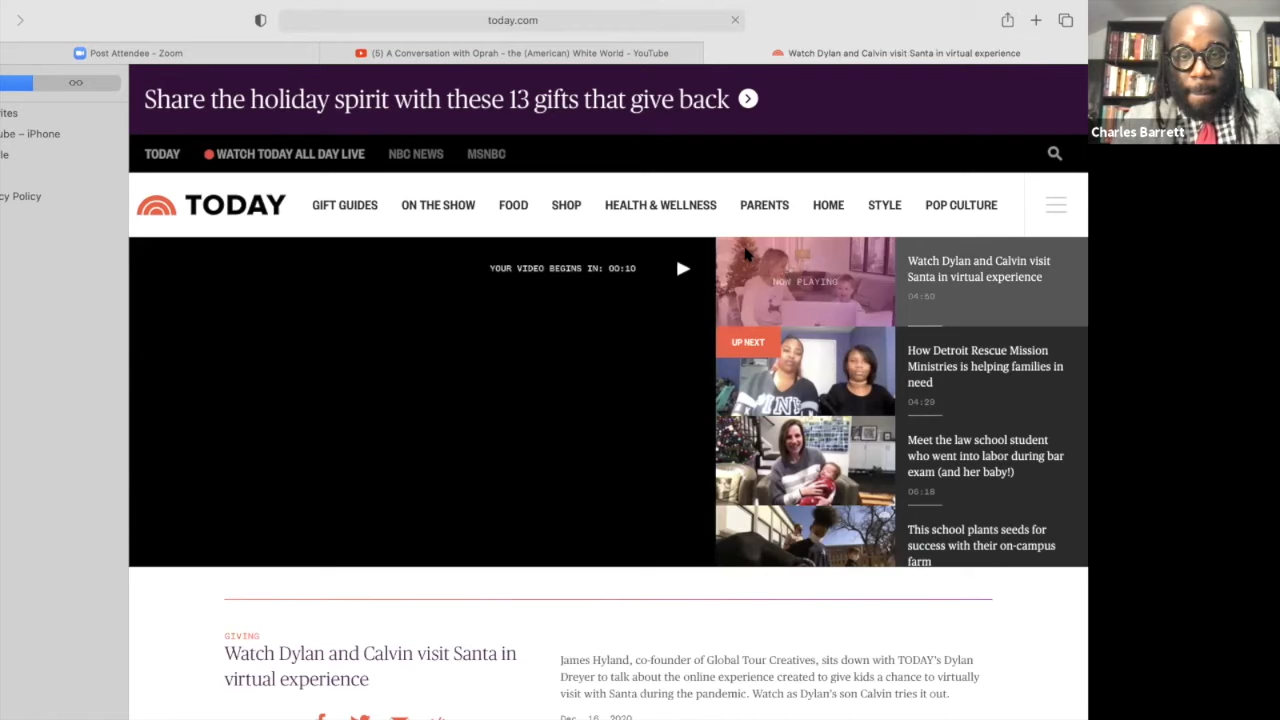 today.com
Post Attendee – Zoom
(5) A Conversation with Oprah - the (American) White World - YouTube
Watch Dylan and Calvin visit Santa in virtual experience
Charles Barrett
ites
ube – iPhone
le
cy Policy
Share the holiday spirit with these 13 gifts that give back
TODAY
WATCH TODAY ALL DAY LIVE
NBC NEWS
MSNBC
TODAY
GIFT GUIDES
ON THE SHOW
FOOD
SHOP
HEALTH & WELLNESS
PARENTS
HOME
STYLE
POP CULTURE
YOUR VIDEO BEGINS IN: 00:10
NOW PLAYING
Watch Dylan and Calvin visit
Santa in virtual experience
04:50
UP NEXT
How Detroit Rescue Mission
Ministries is helping families in
need
04:29
Meet the law school student
who went into labor during bar
exam (and her baby!)
06:18
This school plants seeds for
success with their on-campus
farm
GIVING
Watch Dylan and Calvin visit Santa in
virtual experience
James Hyland, co-founder of Global Tour Creatives, sits down with TODAY's Dylan
Dreyer to talk about the online experience created to give kids a chance to virtually
visit with Santa during the pandemic. Watch as Dylan's son Calvin tries it out.
Dec. 16, 2020